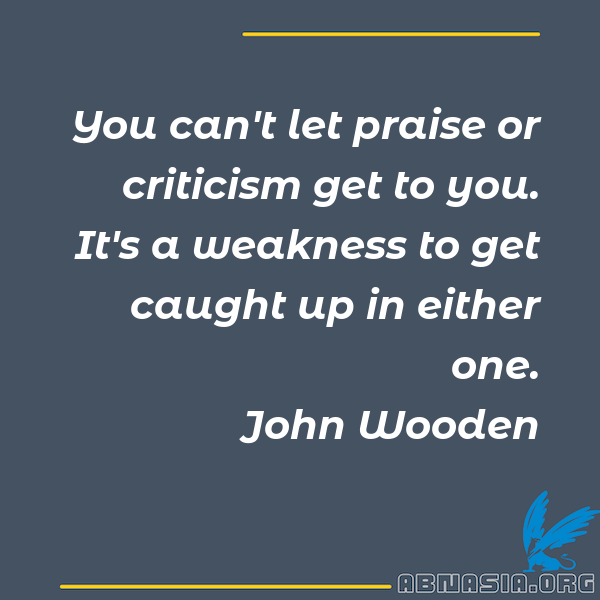 You can't let praise or
criticism get to you.
It's a weakness to get
caught up in either
one.
John Wooden
ABNASIA.ORG